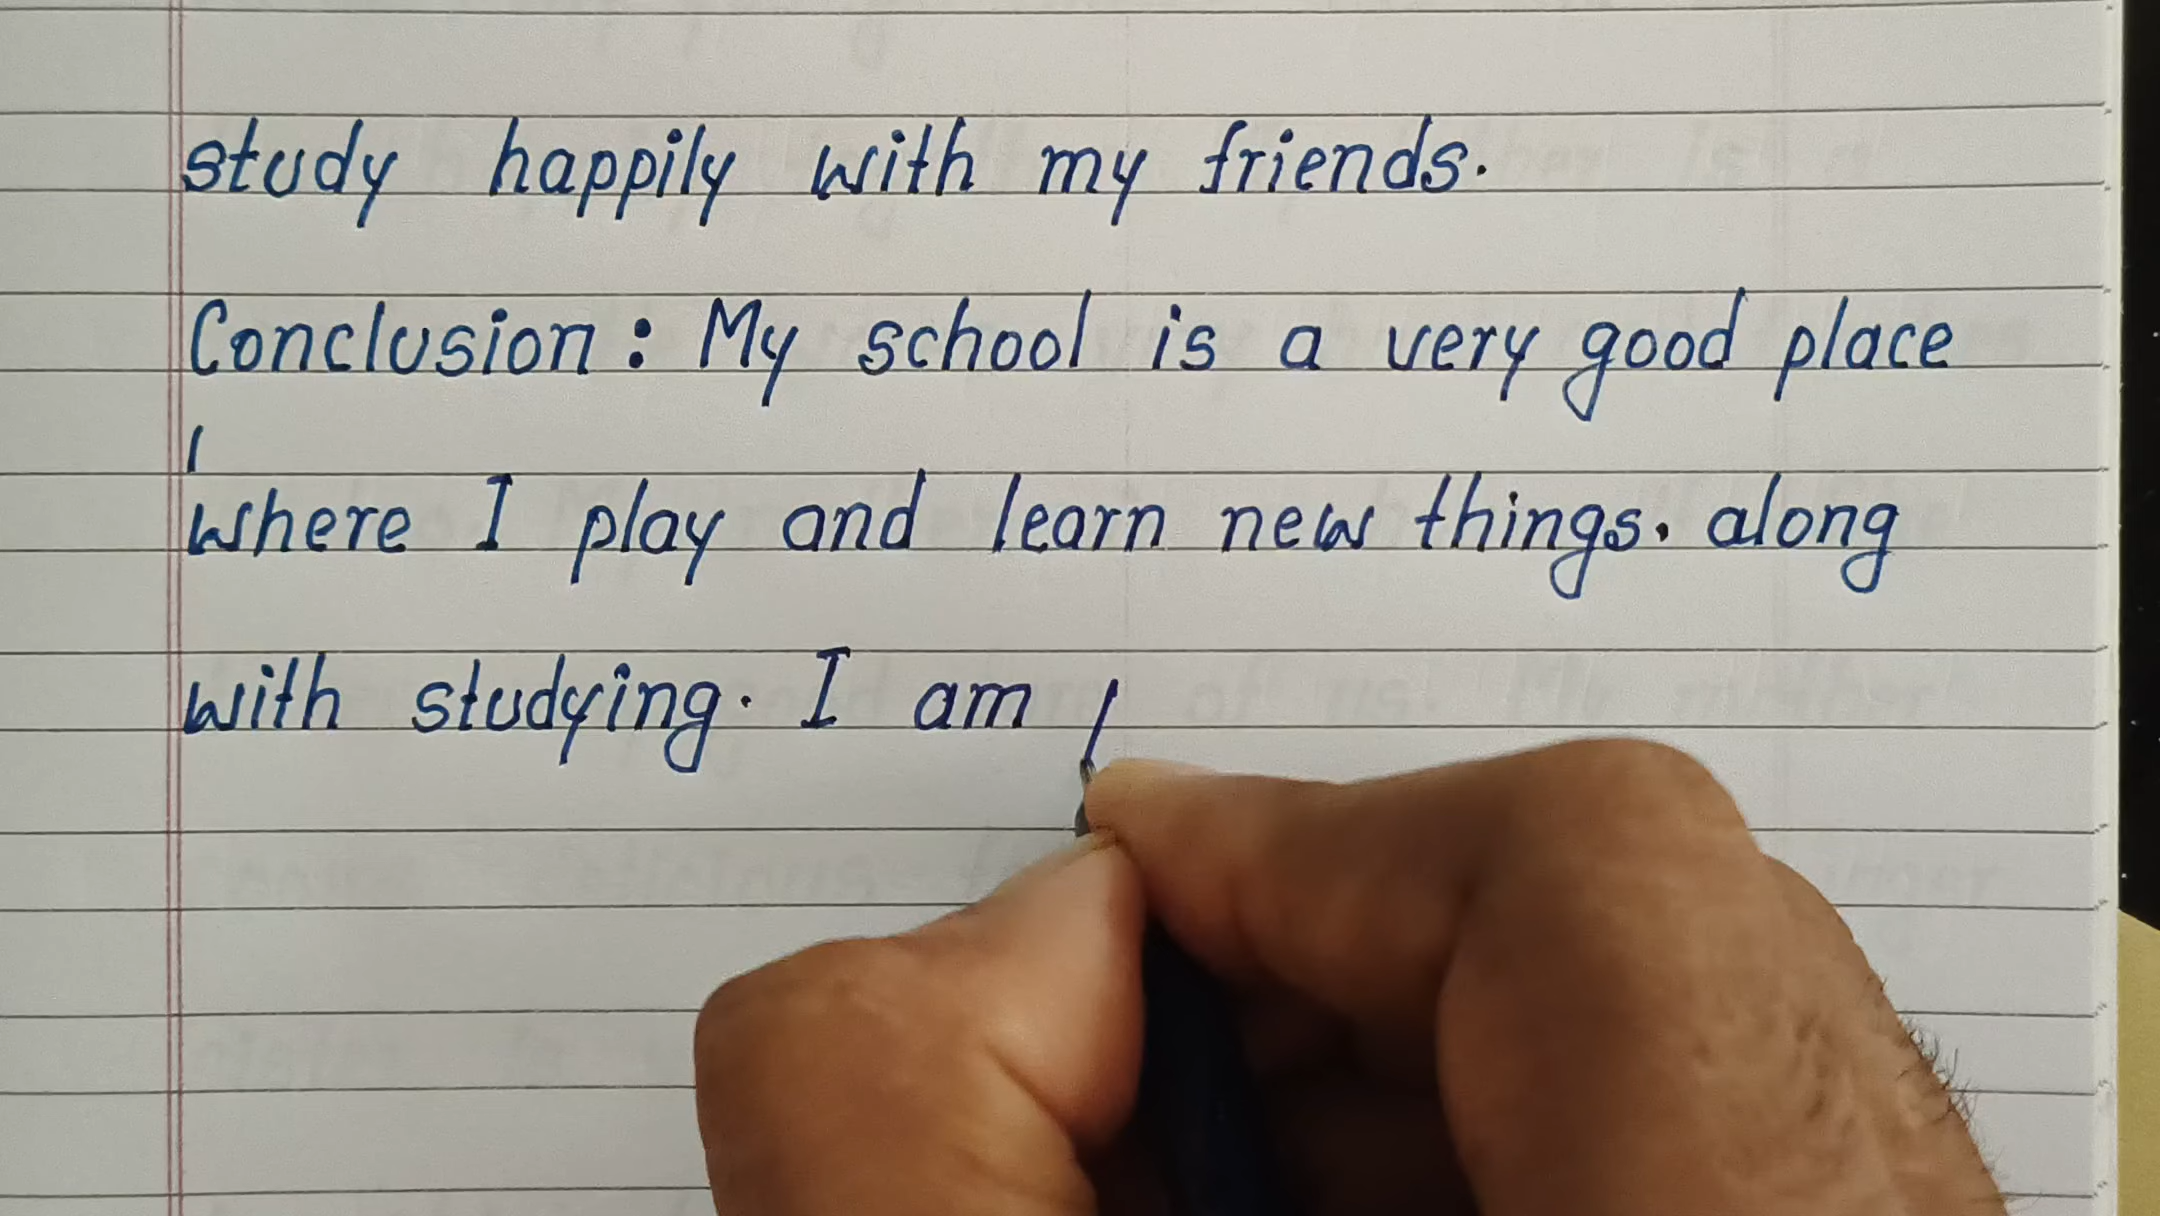 study happily with my friends.
Conclusion : My school is a very good place
where I play and learn new things. along
with studying. I am